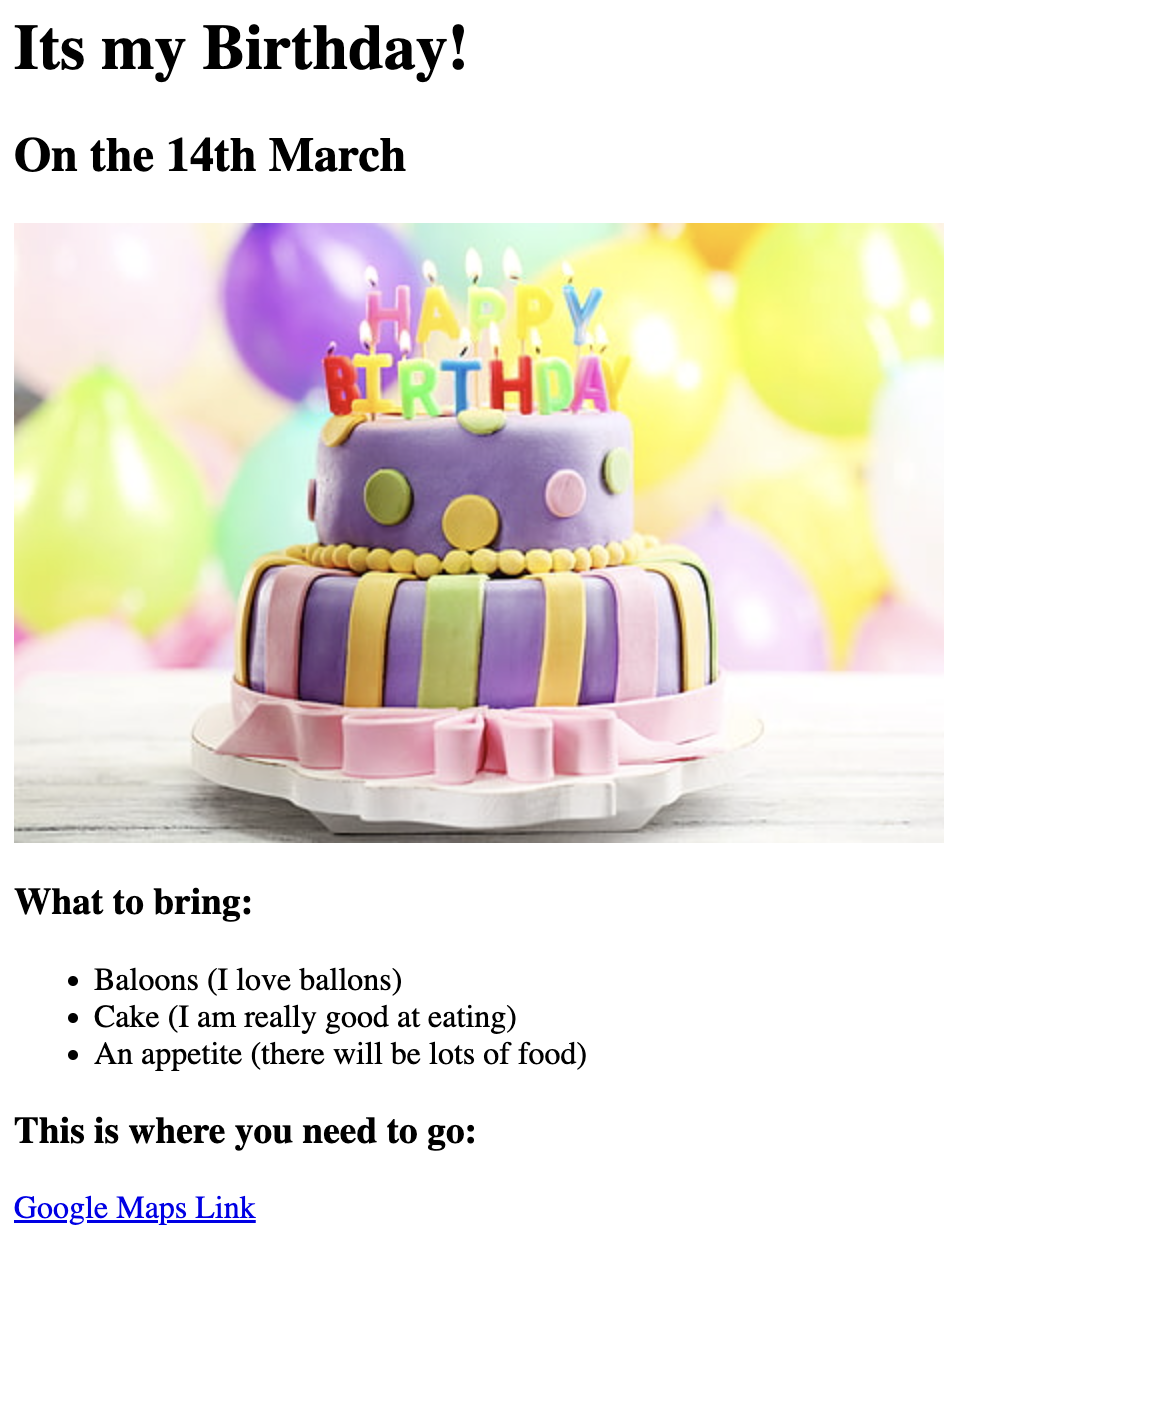 Its my Birthday!
On the 14th March
HAPPY
BIRTHDAY
What to bring:
Baloons (I love ballons)
Cake (I am really good at eating)
An appetite (there will be lots of food)
This is where you need to go:
Google Maps Link